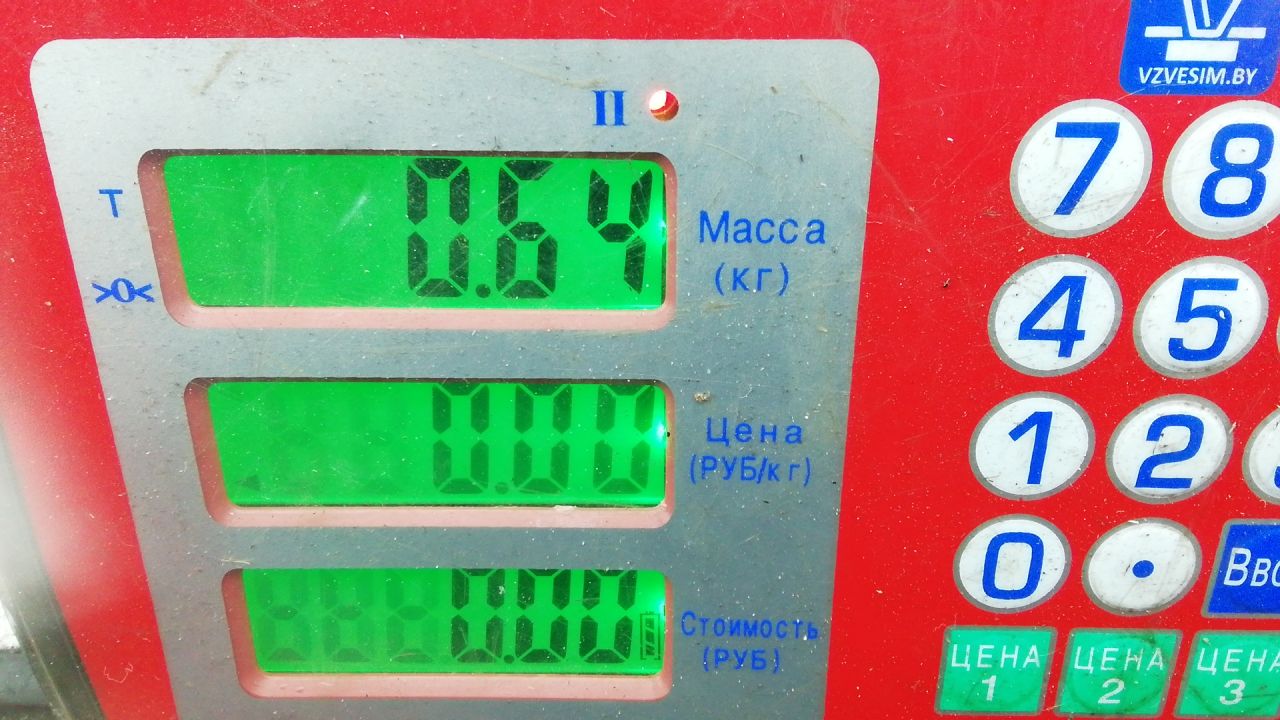 VZVESIM.BY
II
0.64
T
Масса
(кг)
>0<
0.00
Цена
(РУБ/кг)
0.00
Стоимость
(РУБ)
7 8
4 5
1 2
0 .
ЦЕНА 1
ЦЕНА 2
ЦЕНА 3